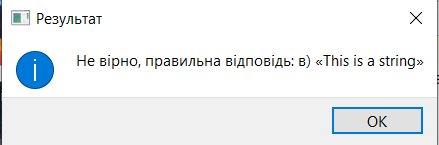 Результат
Не вірно, правильна відповідь: в) «This is a string»
OK